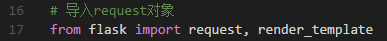 16 # 导入request对象
17 from flask import request, render_template